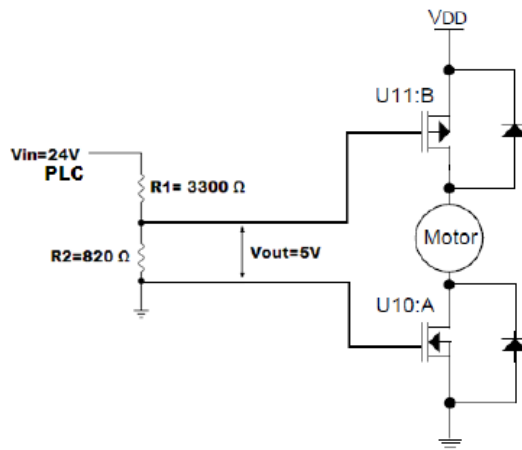 VDD
U11:B
Vin=24V
PLC
R1= 3300 Ω
Motor
R2=820 Ω
Vout=5V
U10:A